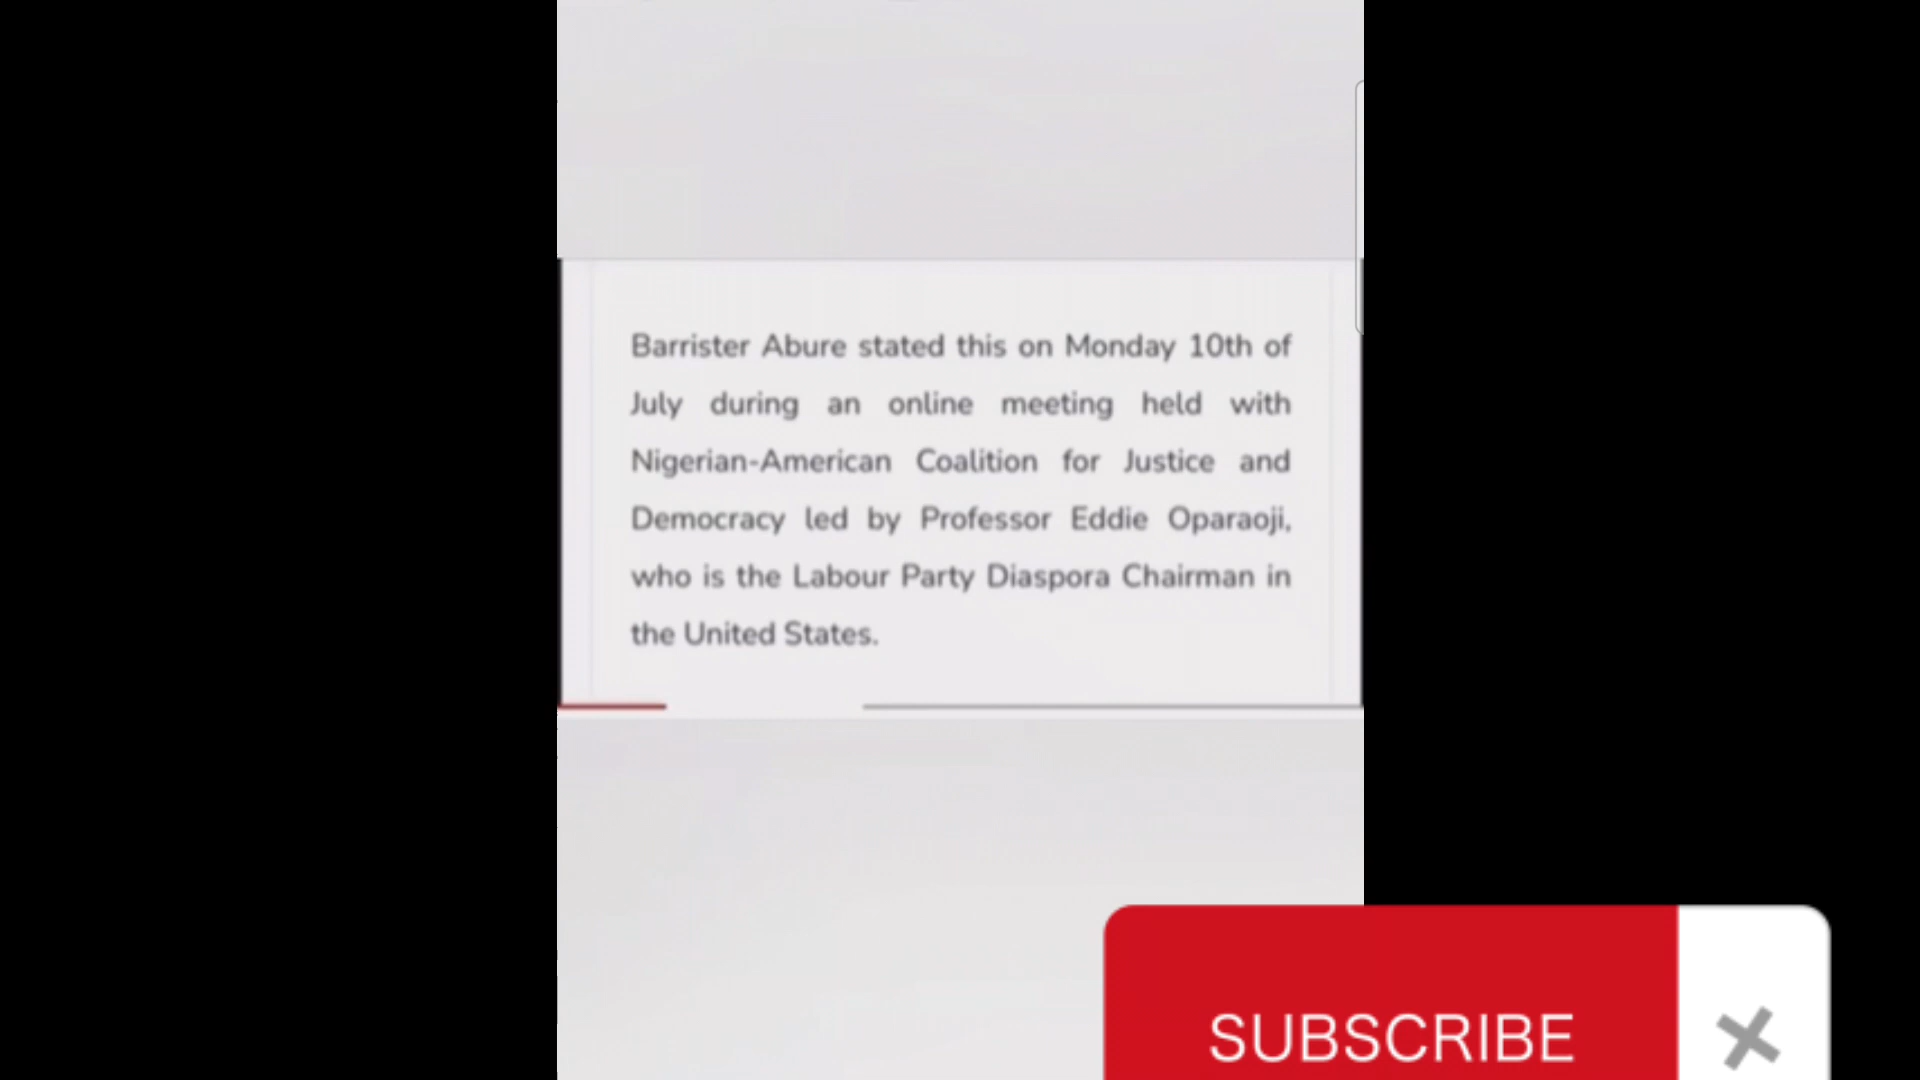 Barrister Abure stated this on Monday 10th of
July during an online meeting held with
Nigerian-American Coalition for Justice and
Democracy led by Professor Eddie Oparaoji,
who is the Labour Party Diaspora Chairman in
the United States.
SUBSCRIBE